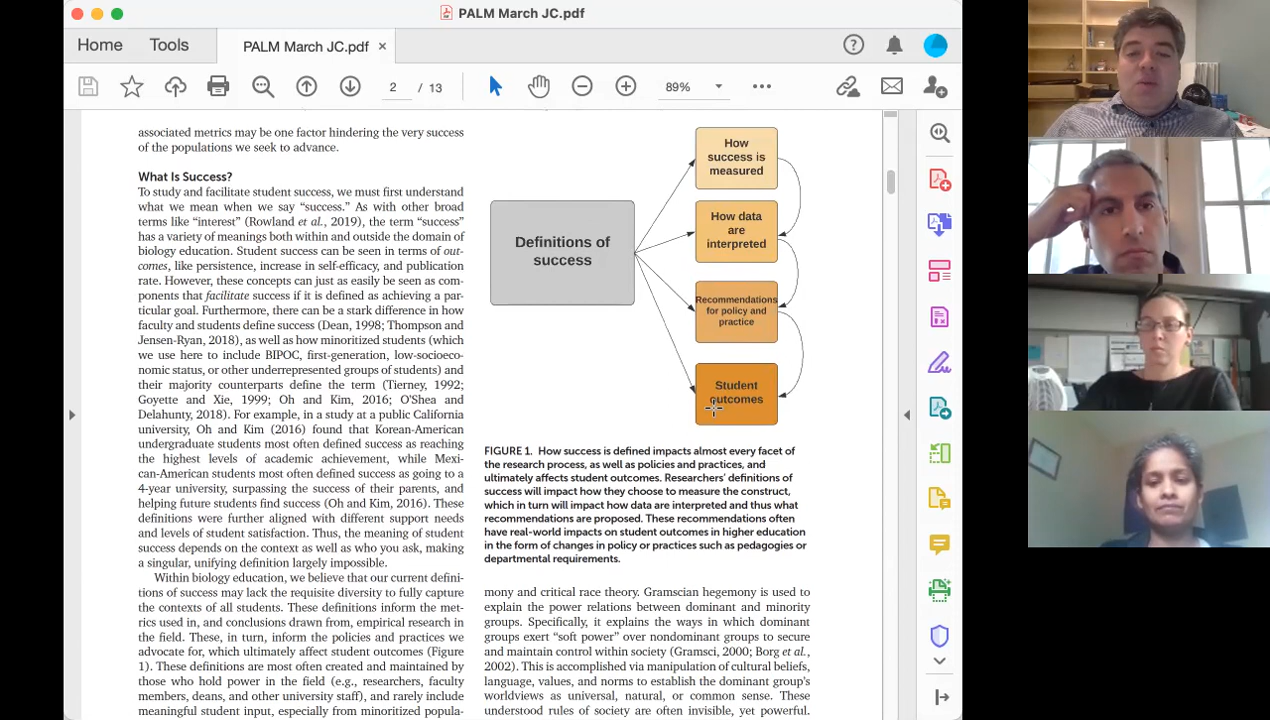 PALM March JC.pdf
Home
Tools
PALM March JC.pdf ×
2 / 13
89%
associated metrics may be one factor hindering the very success
of the populations we seek to advance.
What Is Success?
To study and facilitate student success, we must first understand
what we mean when we say “success.” As with other broad
terms like “interest” (Rowland et al., 2019), the term “success”
has a variety of meanings both within and outside the domain of
biology education. Student success can be seen in terms of out-
comes, like persistence, increase in self-efficacy, and publication
rate. However, these concepts can just as easily be seen as com-
ponents that facilitate success if it is defined as achieving a par-
ticular goal. Furthermore, there can be a stark difference in how
faculty and students define success (Dean, 1998; Thompson and
Jensen-Ryan, 2018), as well as how minoritized students (which
we use here to include BIPOC, first-generation, low-socioeco-
nomic status, or other underrepresented groups of students) and
their majority counterparts define the term (Tierney, 1992;
Goyette and Xie, 1999; Oh and Kim, 2016; O’Shea and
Delahunty, 2018). For example, in a study at a public California
university, Oh and Kim (2016) found that Korean-American
undergraduate students most often defined success as reaching
the highest levels of academic achievement, while Mexi-
can-American students most often defined success as going to a
4-year university, surpassing the success of their parents, and
helping future students find success (Oh and Kim, 2016). These
definitions were further aligned with different support needs
and levels of student satisfaction. Thus, the meaning of student
success depends on the context as well as who you ask, making
a singular, unifying definition largely impossible.
Within biology education, we believe that our current defini-
tions of success may lack the requisite diversity to fully capture
the contexts of all students. These definitions inform the met-
rics used in, and conclusions drawn from, empirical research in
the field. These, in turn, inform the policies and practices we
advocate for, which ultimately affect student outcomes (Figure
1). These definitions are most often created and maintained by
those who hold power in the field (e.g., researchers, faculty
members, deans, and other university staff), and rarely include
meaningful student input, especially from minoritized popula-
Definitions of
success
How
success is
measured
How data
are
interpreted
Recommendations
for policy and
practice
Student
outcomes
FIGURE 1. How success is defined impacts almost every facet of
the research process, as well as policies and practices, and
ultimately affects student outcomes. Researchers’ definitions of
success will impact how they choose to measure the construct,
which in turn will impact how data are interpreted and thus what
recommendations are proposed. These recommendations often
have real-world impacts on student outcomes in higher education
in the form of changes in policy or practices such as pedagogies or
departmental requirements.
mony and critical race theory. Gramscian hegemony is used to
explain the power relations between dominant and minority
groups. Specifically, it explains the ways in which dominant
groups exert “soft power” over nondominant groups to secure
and maintain control within society (Gramsci, 2000; Borg et al.,
2002). This is accomplished via manipulation of cultural beliefs,
language, values, and norms to establish the dominant group’s
worldviews as universal, natural, or common sense. These
understood rules of society are often invisible, yet powerful.